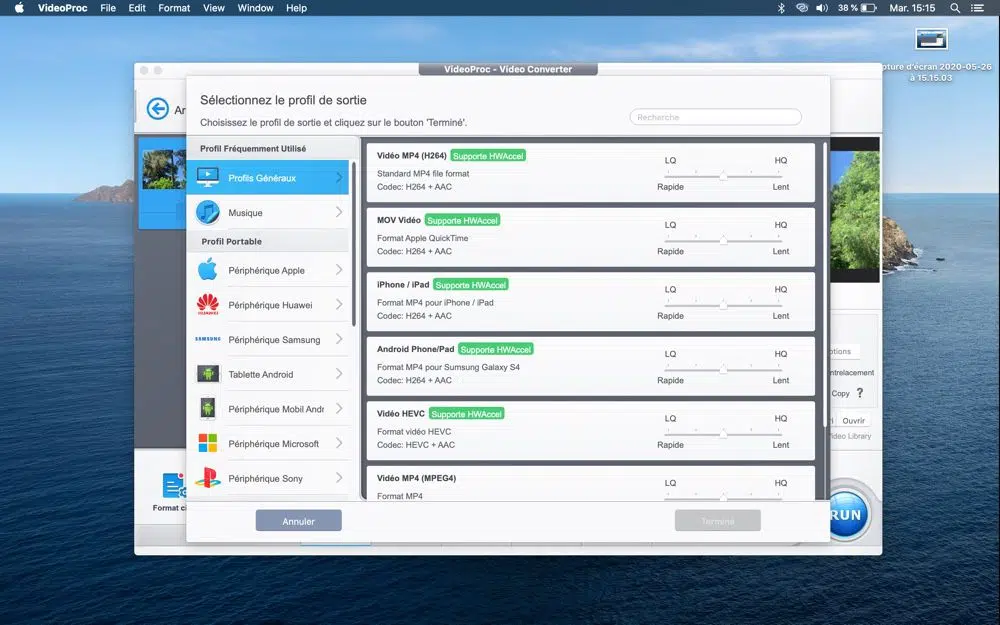 VideoProc File Edit Format View Window Help
38 % Mar. 15:15
pture d'écran 2020-05-26
à 15.15.03
VideoProc - Video Converter
Ar
Sélectionnez le profil de sortie
Choisissez le profil de sortie et cliquez sur le bouton 'Terminé'.
Recherche
Profil Fréquemment Utilisé
Profils Généraux
Musique
Profil Portable
Périphérique Apple
HUAWEI
Périphérique Huawei
SAMSUNG
Périphérique Samsung
Tablette Android
Périphérique Mobil Andr
Périphérique Microsoft
Périphérique Sony
Vidéo MP4 (H264) Supporte HWAccel
Standard MP4 file format
Codec: H264 + AAC
LQ HQ
Rapide Lent
MOV Vidéo Supporte HWAccel
Format Apple QuickTime
Codec: H264 + AAC
LQ HQ
Rapide Lent
iPhone / iPad Supporte HWAccel
Format MP4 pour iPhone / iPad
Codec: H264 + AAC
LQ HQ
Rapide Lent
Android Phone/Pad Supporte HWAccel
Format MP4 pour Sumsung Galaxy S4
Codec: H264 + AAC
LQ HQ
Rapide Lent
Vidéo HEVC Supporte HWAccel
Format vidéo HEVC
Codec: HEVC + AAC
LQ HQ
Rapide Lent
Vidéo MP4 (MPEG4)
Format MP4
LQ HQ
ptions
ntrelacement
Copy ?
Ouvrir
ideo Library
Format ci
RUN
Annuler
Terminé